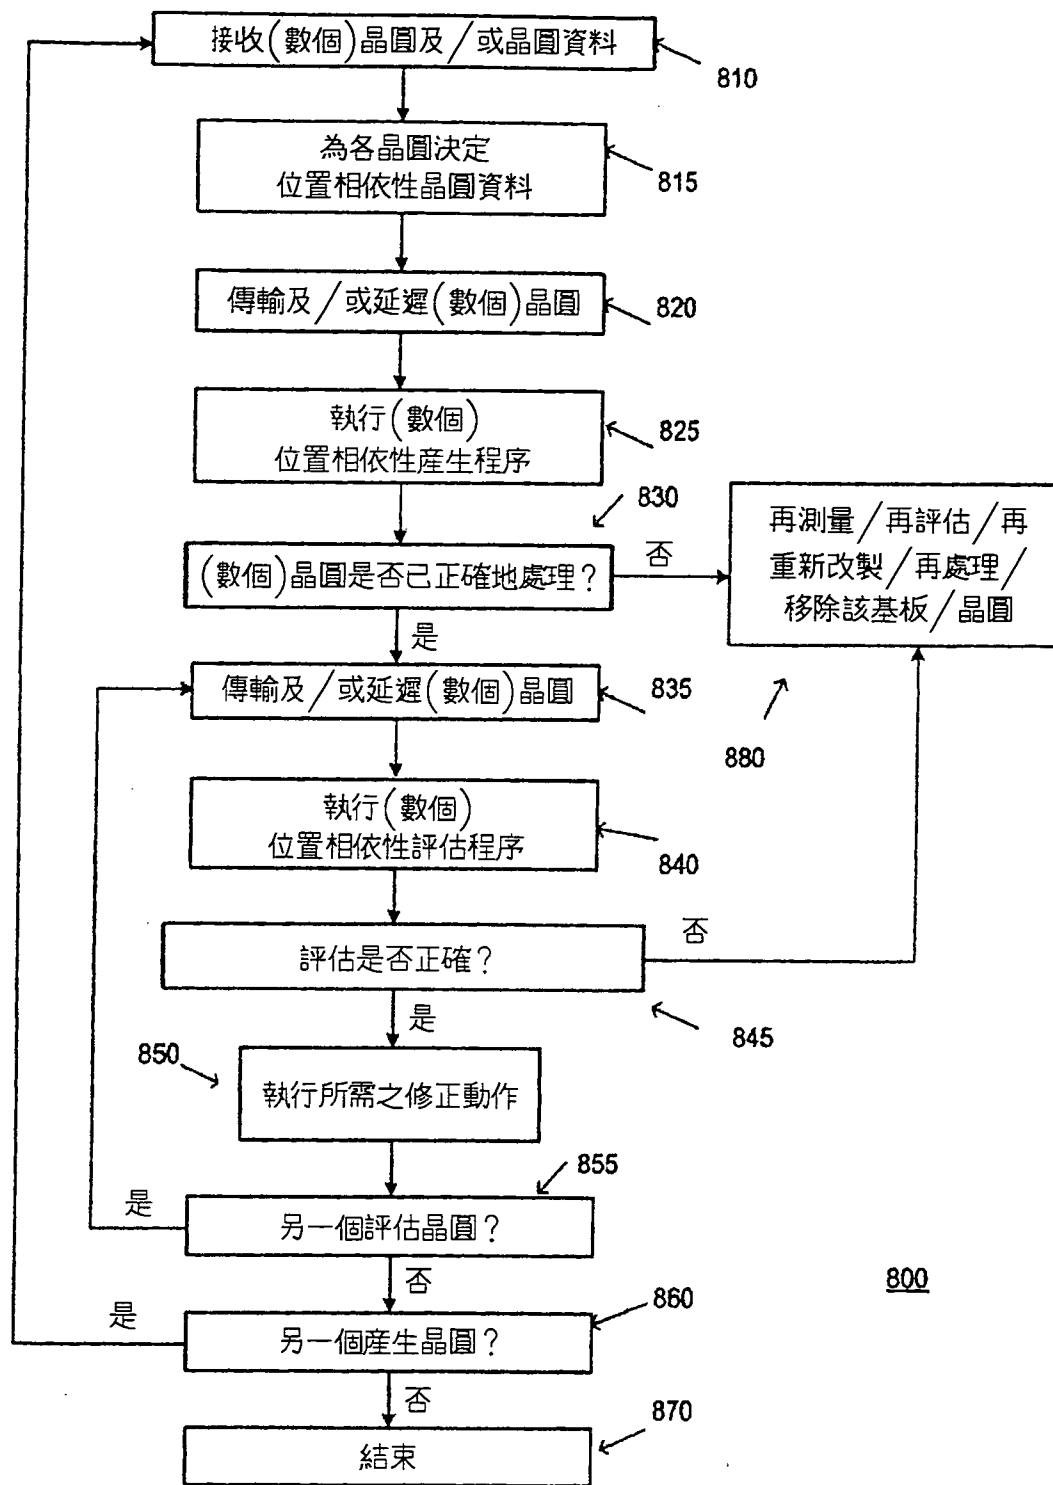 接收(數個)晶圓及/或晶圓資料
810
為各晶圓決定
位置相依性晶圓資料
815
傳輸及/或延遲(數個)晶圓
820
執行(數個)
位置相依性產生程序
825
830
(數個)晶圓是否已正確地處理?
否
再測量/再評估/再
重新改製/再處理/
移除該基板/晶圓
880
是
傳輸及/或延遲(數個)晶圓
835
執行(數個)
位置相依性評估程序
840
評估是否正確?
否
845
是
850
執行所需之修正動作
855
是
另一個評估晶圓?
否
800
860
是
另一個產生晶圓?
否
870
結束